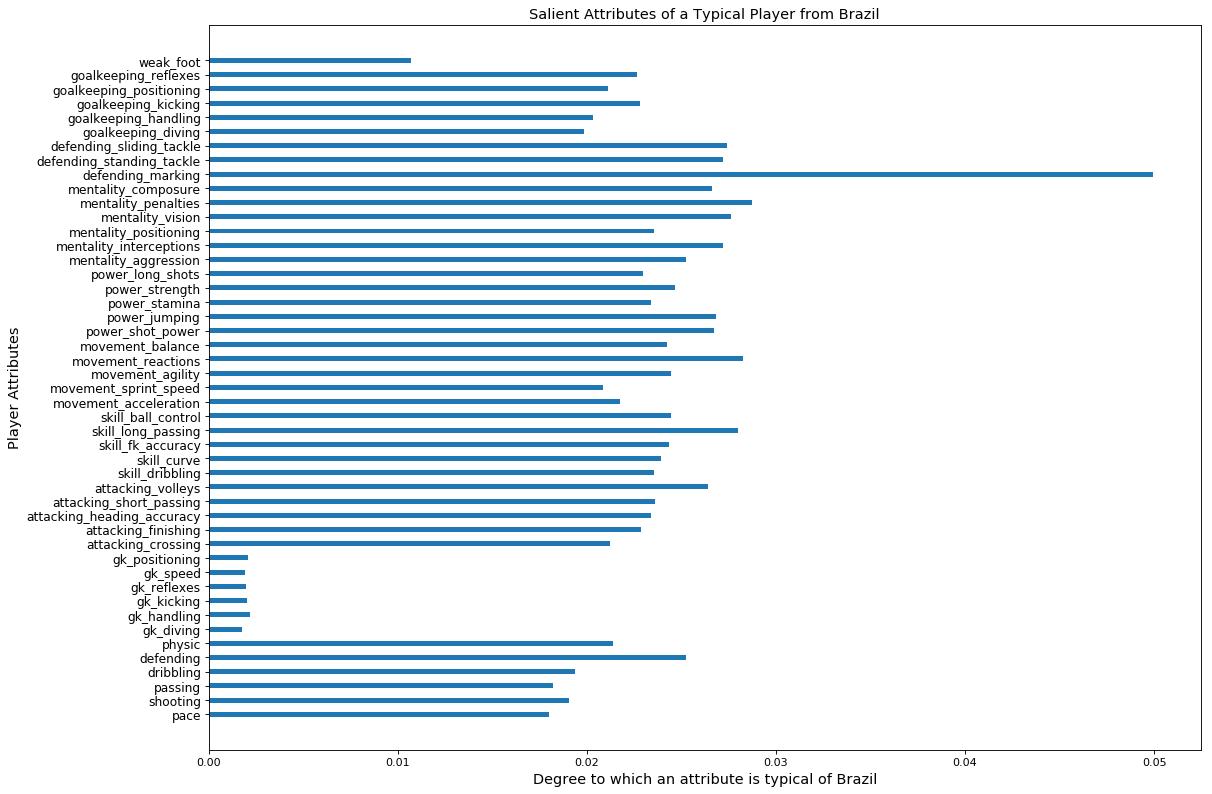 Salient Attributes of a Typical Player from Brazil
weak_foot
goalkeeping_reflexes
goalkeeping_positioning
goalkeeping_kicking
goalkeeping_handling
goalkeeping_diving
defending_sliding_tackle
defending_standing_tackle
defending_marking
mentality_composure
mentality_penalties
mentality_vision
mentality_positioning
mentality_interceptions
mentality_aggression
power_long_shots
power_strength
power_stamina
power_jumping
power_shot_power
movement_balance
movement_reactions
movement_agility
movement_sprint_speed
movement_acceleration
skill_ball_control
skill_long_passing
skill_fk_accuracy
skill_curve
skill_dribbling
attacking_volleys
attacking_short_passing
attacking_heading_accuracy
attacking_finishing
attacking_crossing
gk_positioning
gk_speed
gk_reflexes
gk_kicking
gk_handling
gk_diving
physic
defending
dribbling
passing
shooting
pace
Player Attributes
0.00 0.01 0.02 0.03 0.04 0.05
Degree to which an attribute is typical of Brazil